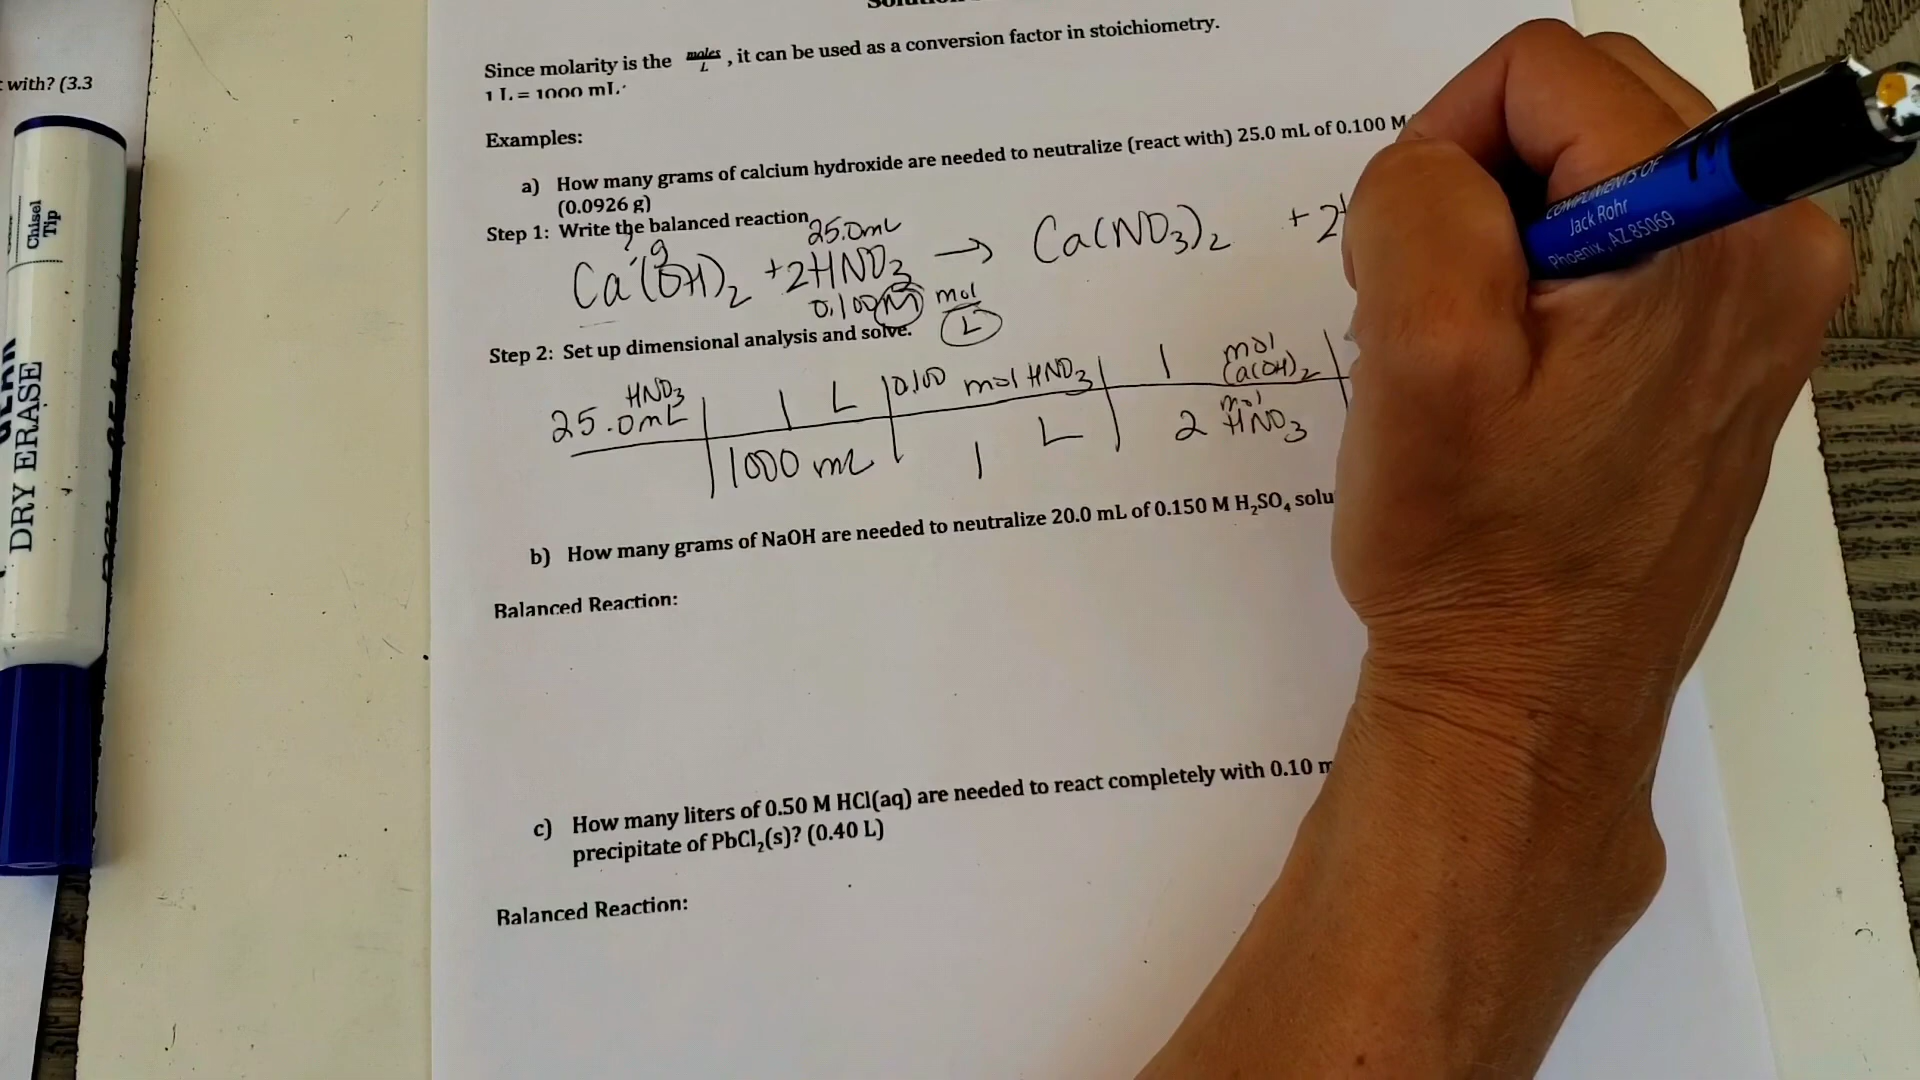 with? (3.3
Chisel
Tip
DRY ERASE
Since molarity is the moles/L, it can be used as a conversion factor in stoichiometry.
1 L = 1000 mL.
Examples:
a) How many grams of calcium hydroxide are needed to neutralize (react with) 25.0 mL of 0.100 M
(0.0926 g)
Step 1: Write the balanced reaction
? g 25.0mL
Ca(OH)₂ + 2HNO₃ → Ca(NO₃)₂ + 2
0.100 M mol/L
Step 2: Set up dimensional analysis and solve.
25.0mL HNO₃ | 1 L | 0.100 mol HNO₃ | 1 mol Ca(OH)₂
1000 mL | 1 L | 2 mol HNO₃
b) How many grams of NaOH are needed to neutralize 20.0 mL of 0.150 M H₂SO₄ solu
Balanced Reaction:
c) How many liters of 0.50 M HCl(aq) are needed to react completely with 0.10
precipitate of PbCl₂(s)? (0.40 L)
Balanced Reaction:
COMPLIMENTS OF
Jack Rohr
Phoenix, AZ 85069